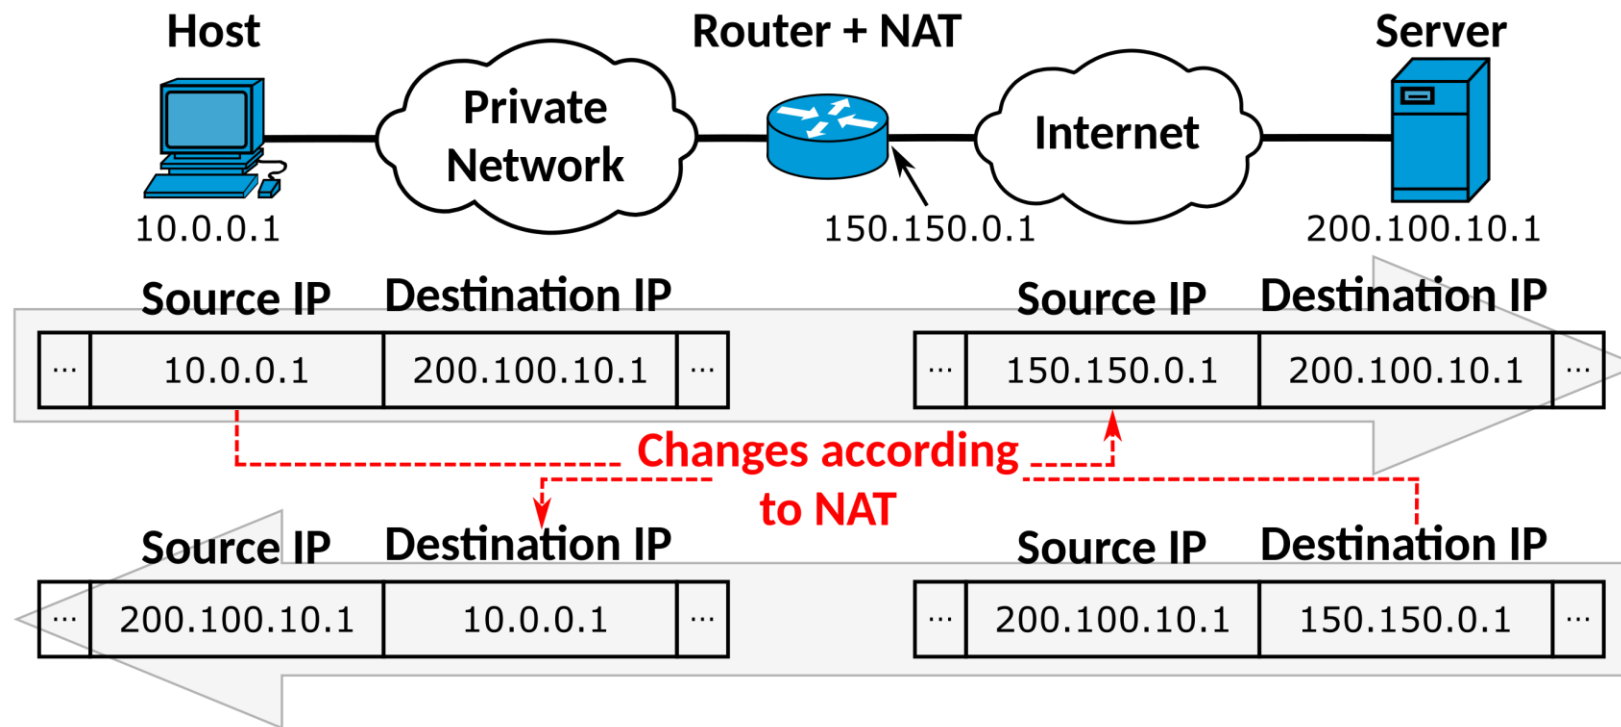 Host Router + NAT Server
Private
Network
Internet
10.0.0.1 150.150.0.1 200.100.10.1
Source IP Destination IP Source IP Destination IP
... 10.0.0.1 200.100.10.1 ... ... 150.150.0.1 200.100.10.1 ...
Changes according
to NAT
Source IP Destination IP Source IP Destination IP
... 200.100.10.1 10.0.0.1 ... ... 200.100.10.1 150.150.0.1 ...